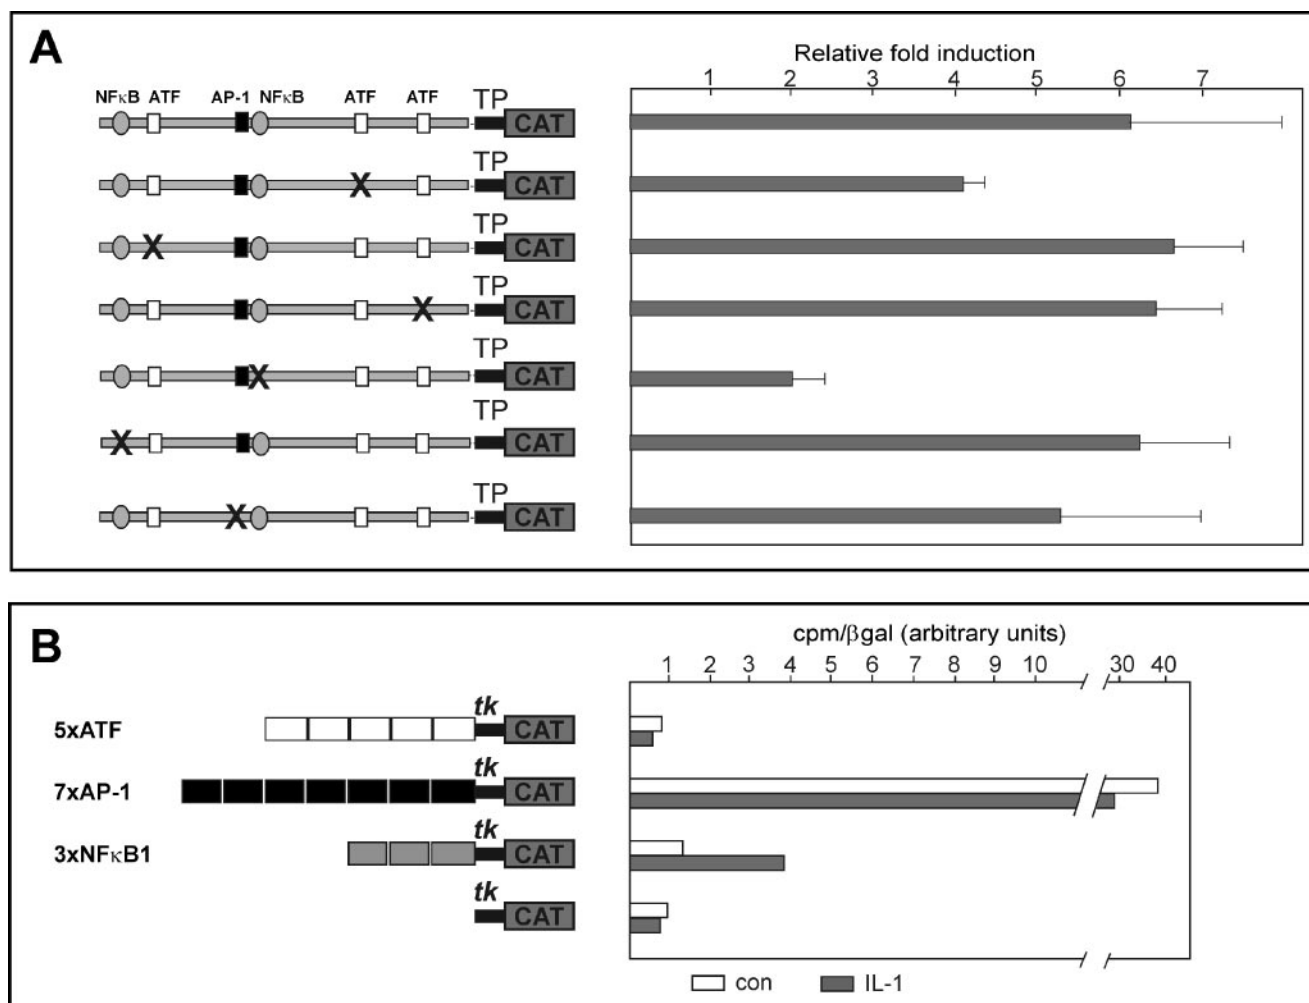 A
Relative fold induction
1 2 3 4 5 6 7
NFκB ATF AP-1 NFκB ATF ATF TP
CAT
TP
X
CAT
TP
X
CAT
TP
X
CAT
TP
X
CAT
TP
X
CAT
TP
X
CAT
B
cpm/βgal (arbitrary units)
1 2 3 4 5 6 7 8 9 10 30 40
tk
5xATF CAT
tk
7xAP-1 CAT
tk
3xNFκB1 CAT
tk
CAT
con IL-1